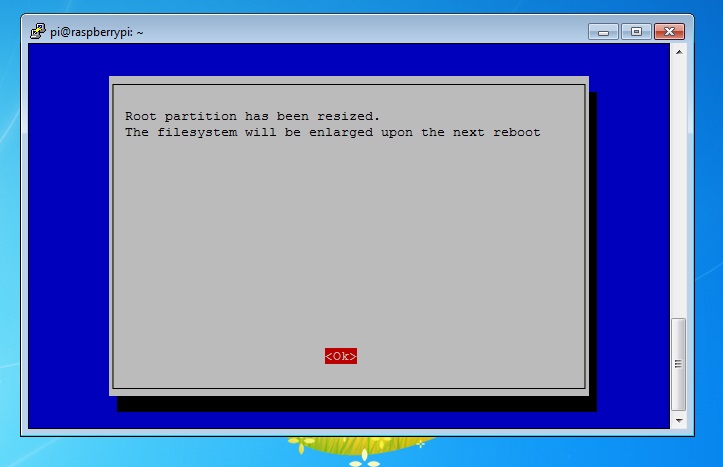 pi@raspberrypi: ~
Root partition has been resized.
The filesystem will be enlarged upon the next reboot
<Ok>